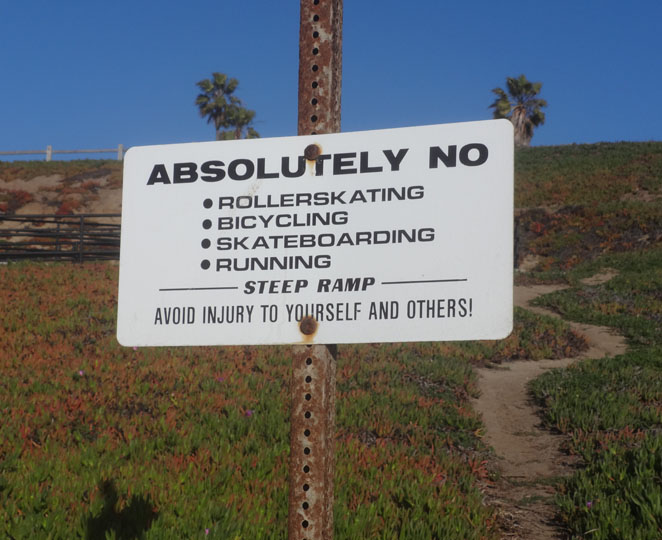 ABSOLUTELY NO
• ROLLERSKATING
• BICYCLING
• SKATEBOARDING
• RUNNING
STEEP RAMP
AVOID INJURY TO YOURSELF AND OTHERS!